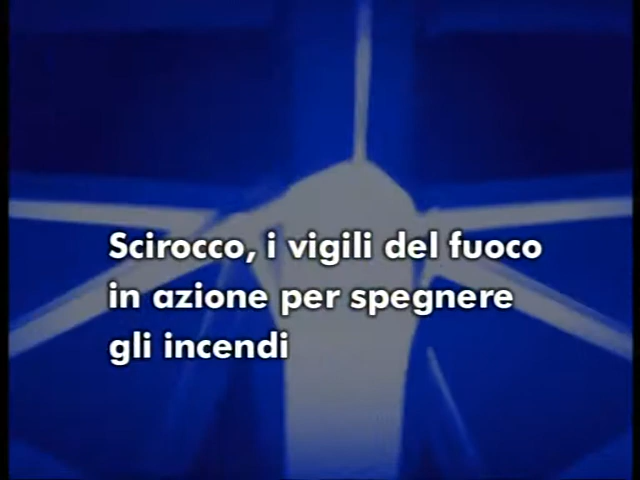 Scirocco, i vigili del fuoco
in azione per spegnere
gli incendi